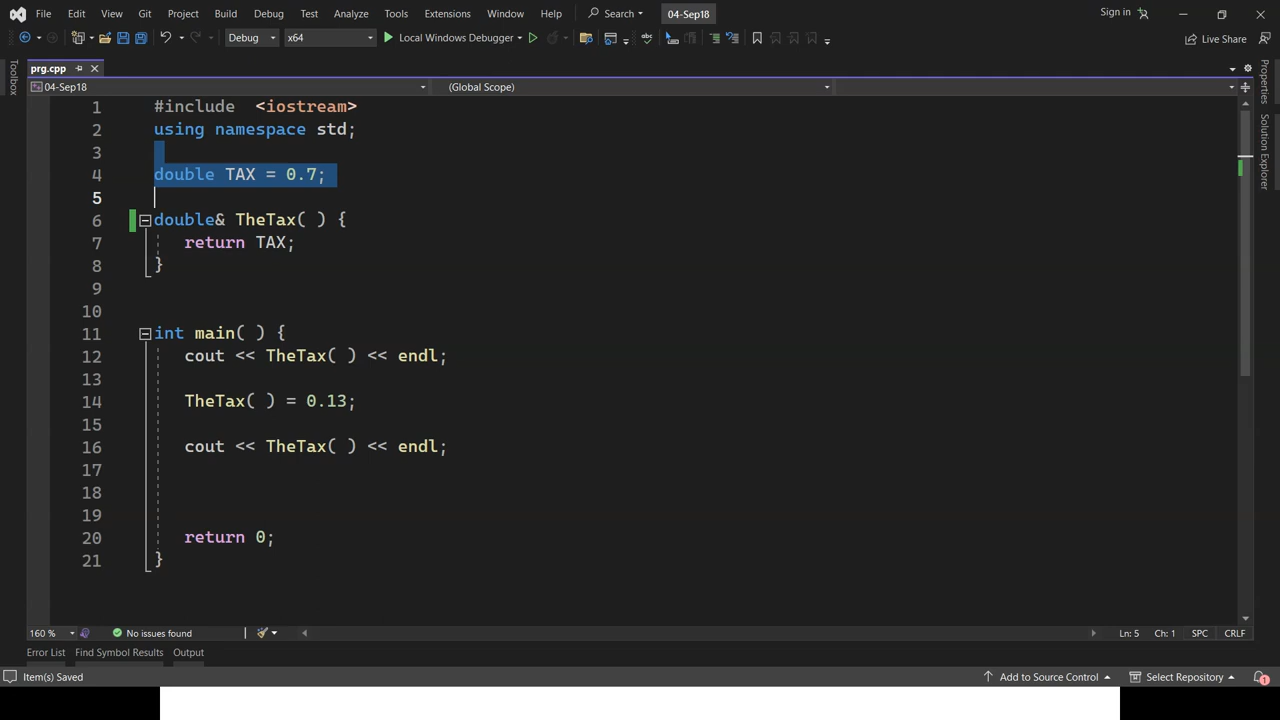 File Edit View Git Project Build Debug Test Analyze Tools Extensions Window Help Search 04-Sep18 Sign in
Debug x64 Local Windows Debugger Live Share
prg.cpp
04-Sep18 (Global Scope)
Toolbox
Properties
Solution Explorer
1 #include <iostream>
2 using namespace std;
3
4 double TAX = 0.7;
5
6 double& TheTax( ) {
7 return TAX;
8 }
9
10
11 int main( ) {
12 cout << TheTax( ) << endl;
13
14 TheTax( ) = 0.13;
15
16 cout << TheTax( ) << endl;
17
18
19
20 return 0;
21 }
160 % No issues found Ln: 5 Ch: 1 SPC CRLF
Error List Find Symbol Results Output
Item(s) Saved Add to Source Control Select Repository 1